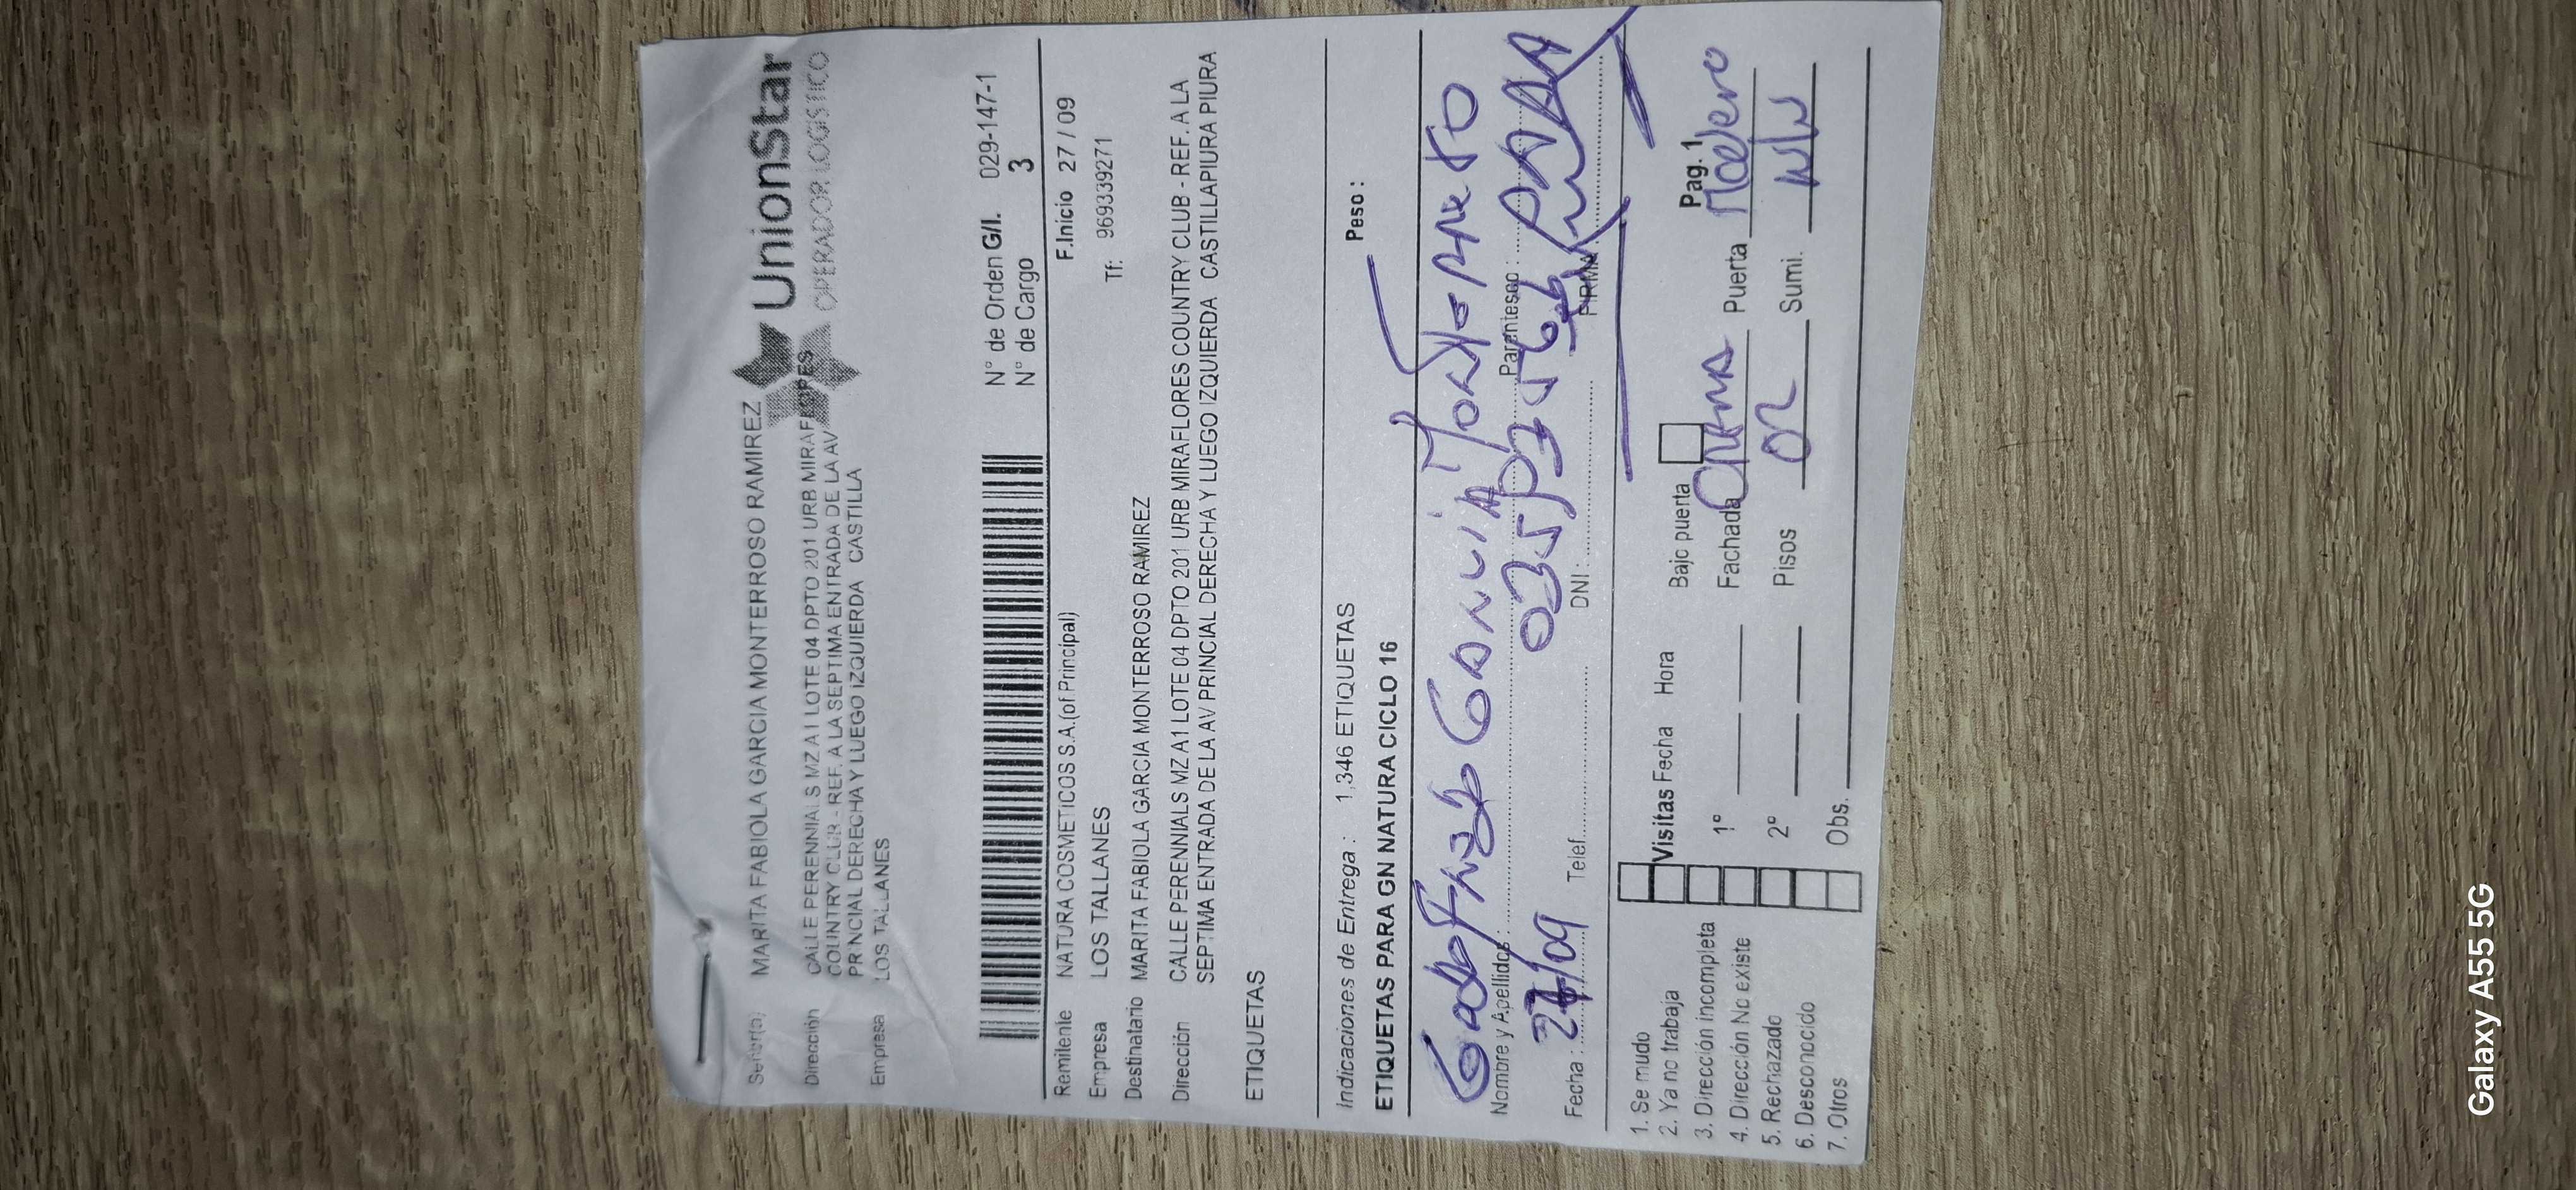 Señor(a) MARITA FABIOLA GARCIA MONTERROSO RAMIREZ
UnionStar
OPERADOR LOGISTICO
Dirección CALLE PERENNIALS MZ A1 LOTE 04 DPTO 201 URB MIRAFLORES
COUNTRY CLUB - REF. A LA SEPTIMA ENTRADA DE LA AV
PRINCIAL DERECHA Y LUEGO IZQUIERDA CASTILLA
Empresa LOS TALLANES
N° de Orden G/I. 029-147-1
N° de Cargo 3
Remitente NATURA COSMETICOS S.A.(of Principal) F.Inicio 27 / 09
Empresa LOS TALLANES Tf: 969339271
Destinatario MARITA FABIOLA GARCIA MONTERROSO RAMIREZ
Dirección CALLE PERENNIALS MZ A1 LOTE 04 DPTO 201 URB MIRAFLORES COUNTRY CLUB - REF. A LA
SEPTIMA ENTRADA DE LA AV PRINCIAL DERECHA Y LUEGO IZQUIERDA CASTILLAPIURA PIURA
ETIQUETAS
Indicaciones de Entrega : 1,346 ETIQUETAS Peso :
ETIQUETAS PARA GN NATURA CICLO 16
Nombre y Apellidos : Parentesco :
27/09
Fecha : Telef. DNI : FIRMA
1. Se mudo
2. Ya no trabaja
3. Dirección incompleta
4. Dirección No existe
5. Rechazado
6. Desconocido
7. Otros
Visitas Fecha Hora Bajo puerta Pag. 1
1° Fachada Puerta
2° Pisos 02 Sumi.
Obs.
Galaxy A55 5G